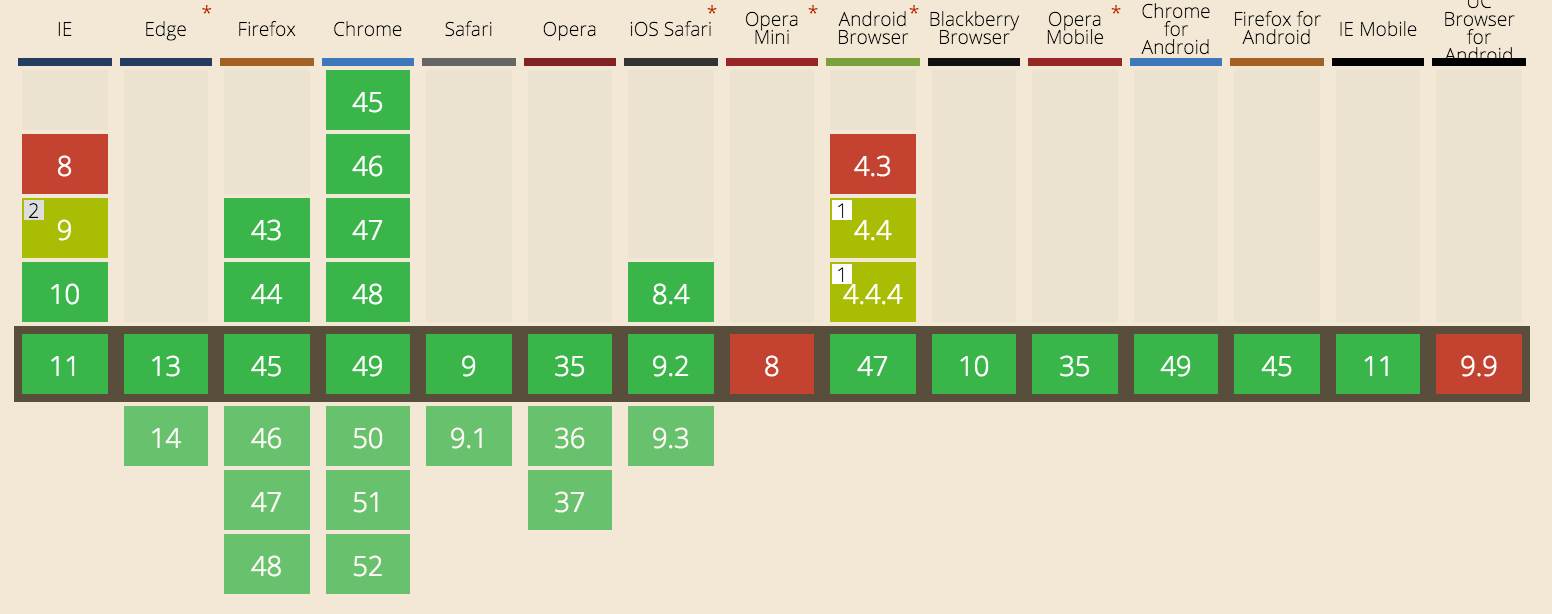 IE
Edge *
Firefox
Chrome
Safari
Opera
iOS Safari *
Opera *
Mini
Android *
Browser
Blackberry
Browser
Opera *
Mobile
Chrome
for
Android
Firefox for
Android
IE Mobile
UC
Browser
for
Android
45
8 46 4.3
2 9 43 47 1 4.4
10 44 48 8.4 1 4.4.4
11 13 45 49 9 35 9.2 8 47 10 35 49 45 11 9.9
14 46 50 9.1 36 9.3
47 51 37
48 52